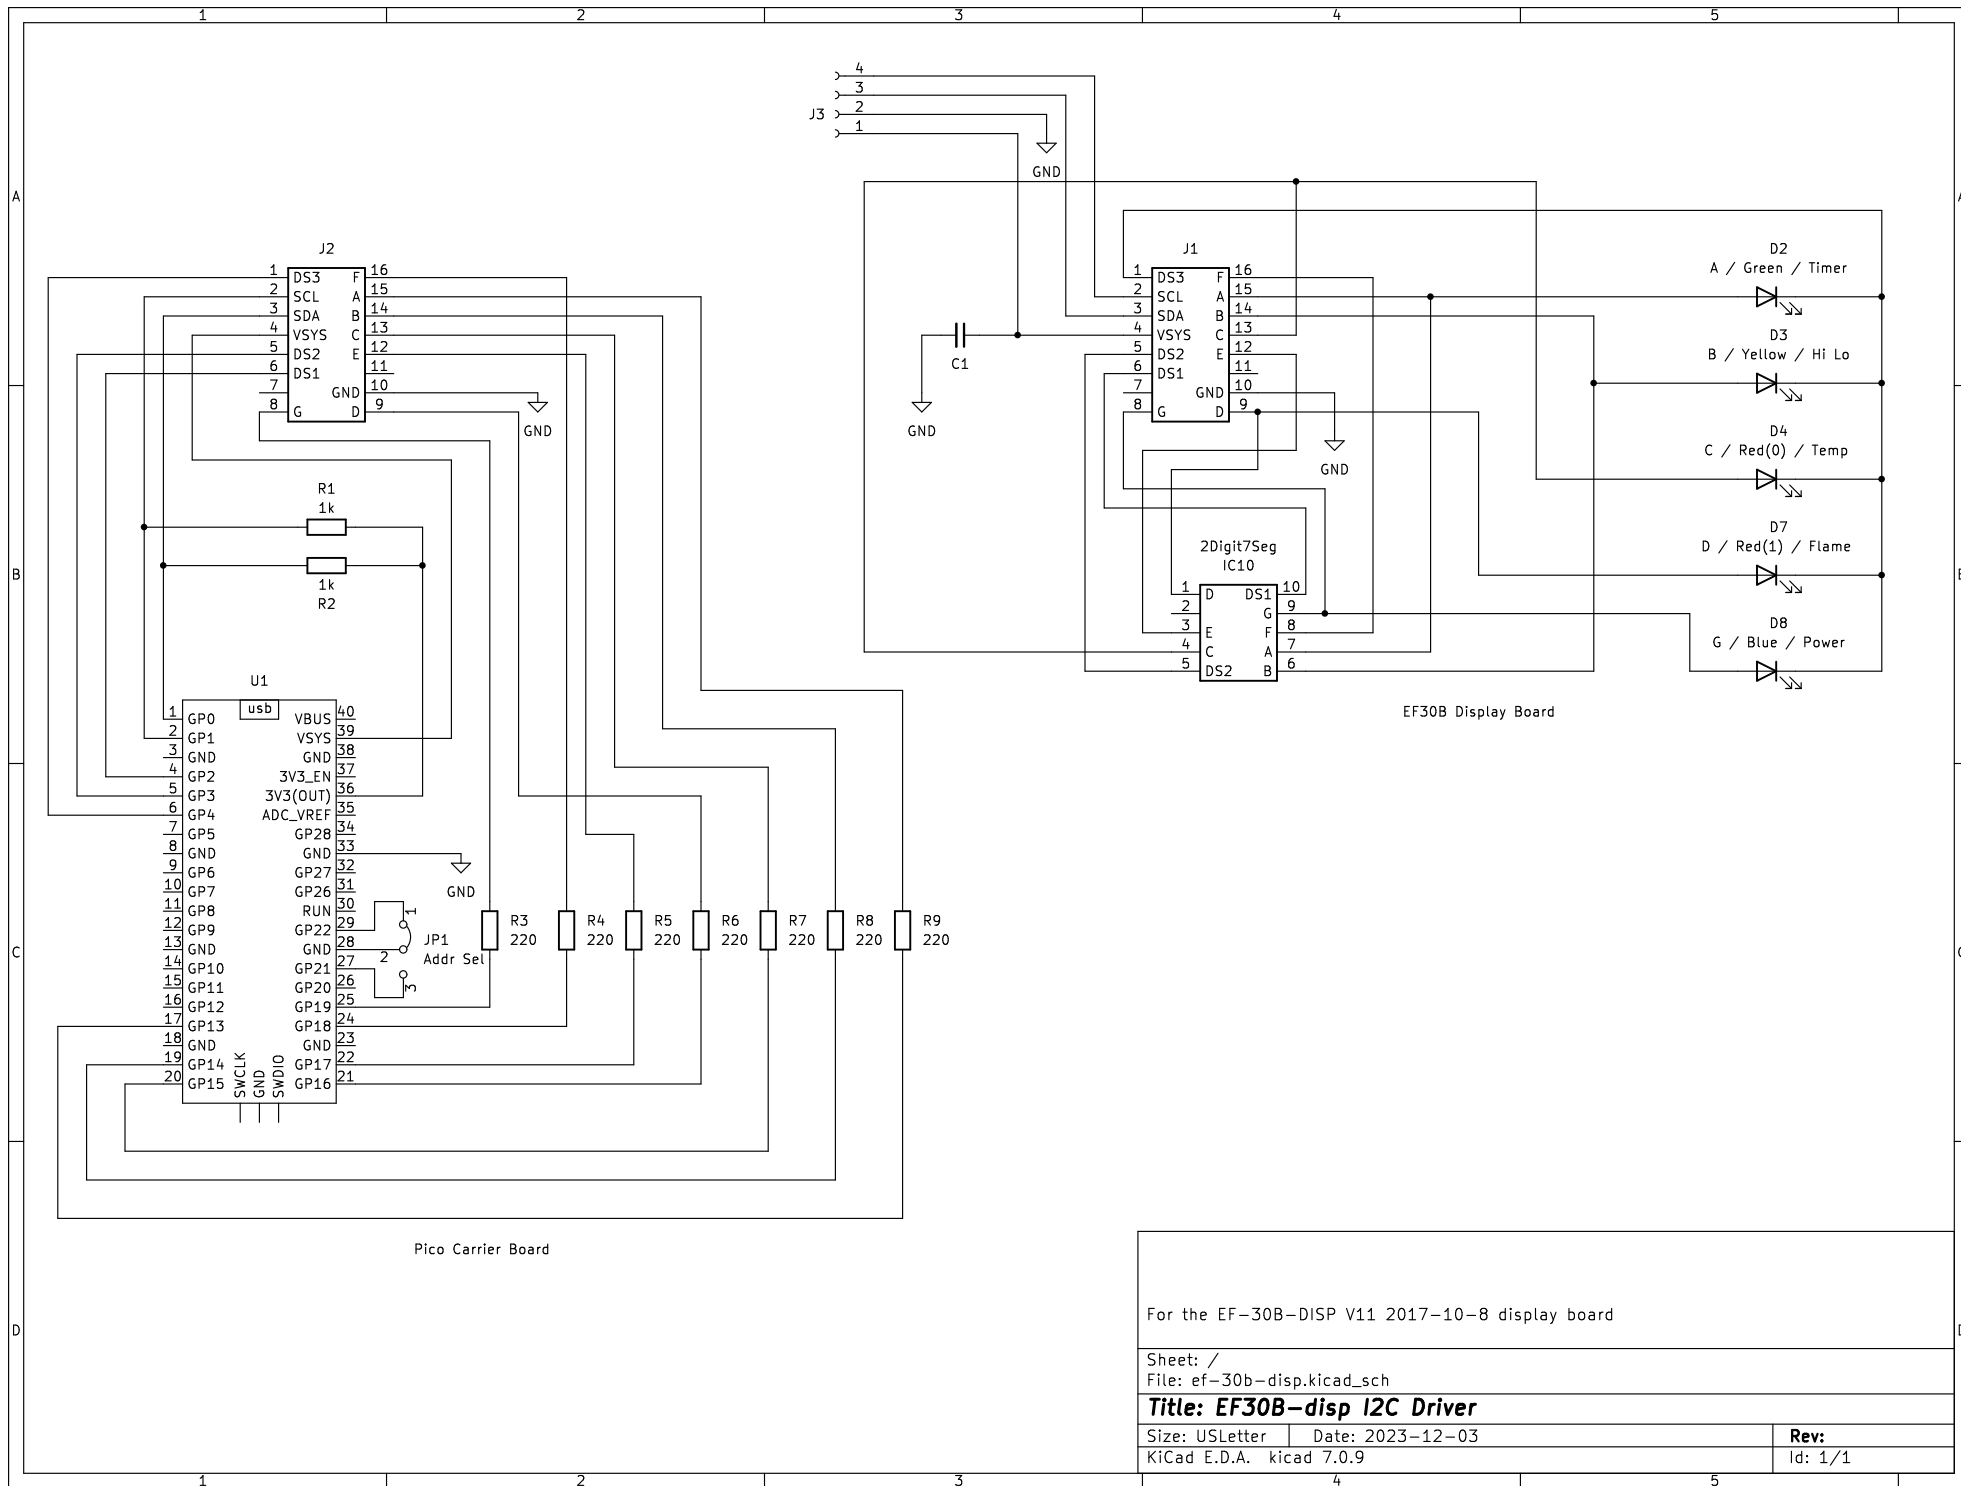 1 2 3 4 5
A
B
C
D
4
3
J3 2
1
GND
J2
1 DS3 F 16
2 SCL A 15
3 SDA B 14
4 VSYS C 13
5 DS2 E 12
6 DS1 11
7 GND 10
8 G D 9
GND
R1
1k
1k
R2
U1
usb
1 GP0 VBUS 40
2 GP1 VSYS 39
3 GND GND 38
4 GP2 3V3_EN 37
5 GP3 3V3(OUT) 36
6 GP4 ADC_VREF 35
7 GP5 GP28 34
8 GND GND 33
9 GP6 GP27 32
10 GP7 GP26 31
11 GP8 RUN 30
12 GP9 GP22 29
13 GND GND 28
14 GP10 GP21 27
15 GP11 GP20 26
16 GP12 GP19 25
17 GP13 GP18 24
18 GND GND 23
19 GP14 GP17 22
20 GP15 GP16 21
SWCLK
GND
SWDIO
GND
1
JP1
2
Addr Sel
3
R3
220
R4
220
R5
220
R6
220
R7
220
R8
220
R9
220
Pico Carrier Board
C1
GND
J1
1 DS3 F 16
2 SCL A 15
3 SDA B 14
4 VSYS C 13
5 DS2 E 12
6 DS1 11
7 GND 10
8 G D 9
GND
2Digit7Seg
IC10
1 D DS1 10
2 G 9
3 E F 8
4 C A 7
5 DS2 B 6
D2
A / Green / Timer
D3
B / Yellow / Hi Lo
D4
C / Red(0) / Temp
D7
D / Red(1) / Flame
D8
G / Blue / Power
EF30B Display Board
For the EF-30B-DISP V11 2017-10-8 display board
Sheet: /
File: ef-30b-disp.kicad_sch
Title: EF30B-disp I2C Driver
Size: USLetter Date: 2023-12-03 Rev:
KiCad E.D.A. kicad 7.0.9 Id: 1/1
1 2 3 4 5